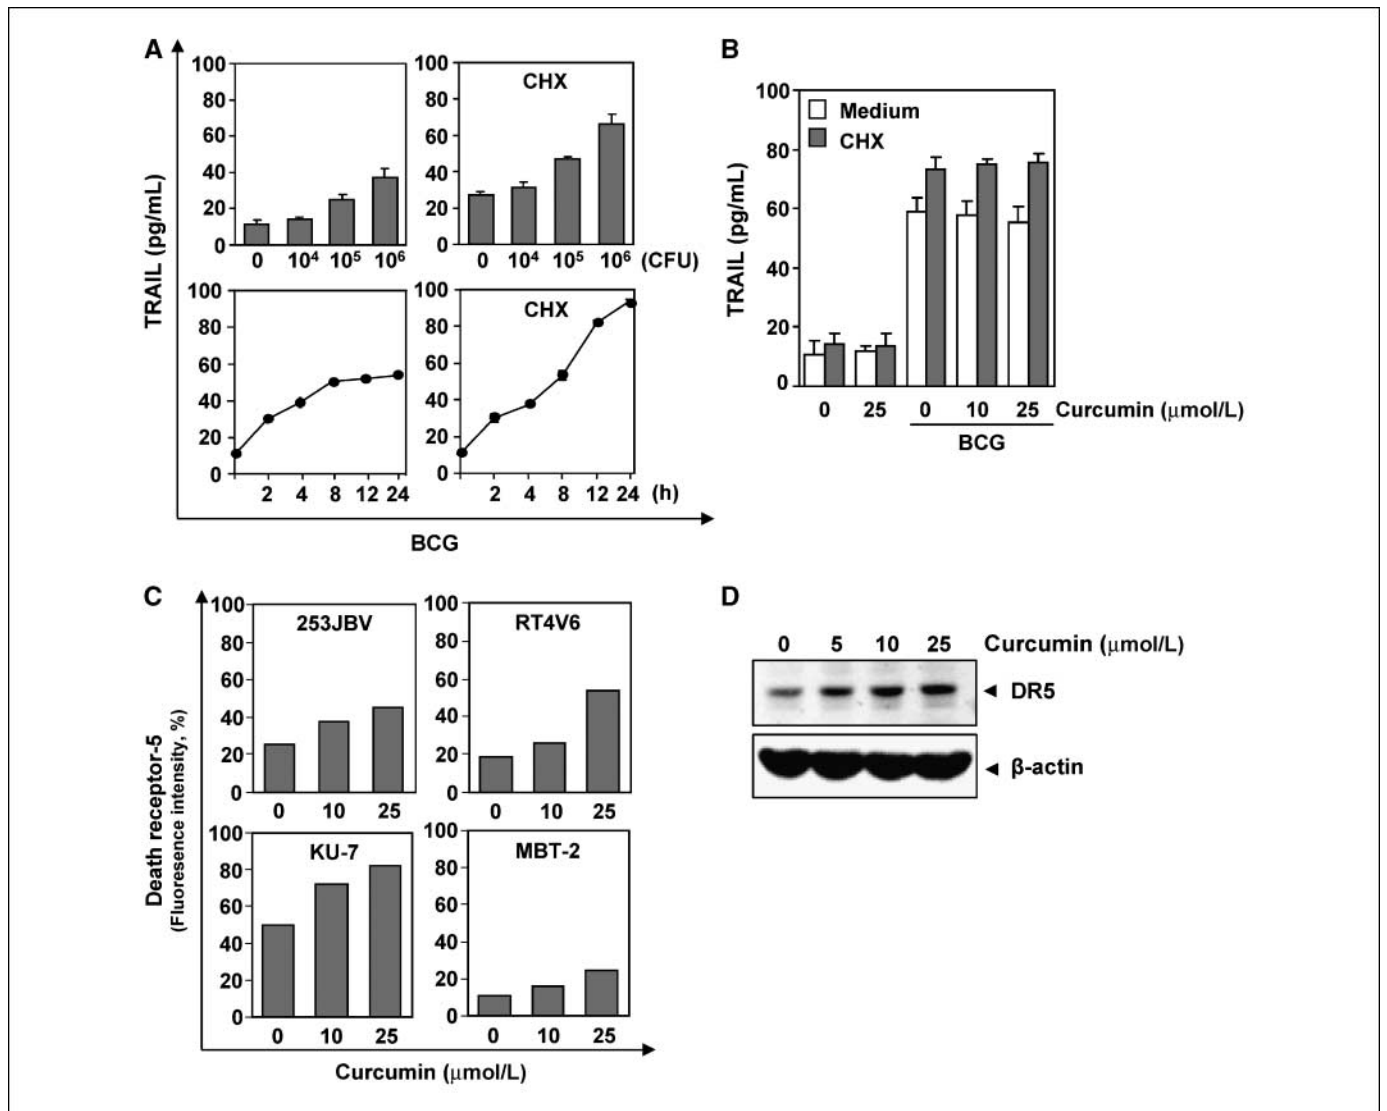 A
TRAIL (pg/mL)
100
80
60
40
20
0
0 10⁴ 10⁵ 10⁶
CHX
100
80
60
40
20
0
0 10⁴ 10⁵ 10⁶ (CFU)
100
80
60
40
20
0
2 4 8 12 24
CHX
100
80
60
40
20
0
2 4 8 12 24 (h)
BCG
B
TRAIL (pg/mL)
100
80
60
40
20
0
Medium
CHX
0 25 0 10 25 Curcumin (μmol/L)
BCG
C
Death receptor-5
(Fluoresence intensity, %)
253JBV
100
80
60
40
20
0
0 10 25
RT4V6
100
80
60
40
20
0
0 10 25
KU-7
100
80
60
40
20
0
0 10 25
MBT-2
100
80
60
40
20
0
0 10 25
Curcumin (μmol/L)
D
0 5 10 25 Curcumin (μmol/L)
DR5
β-actin